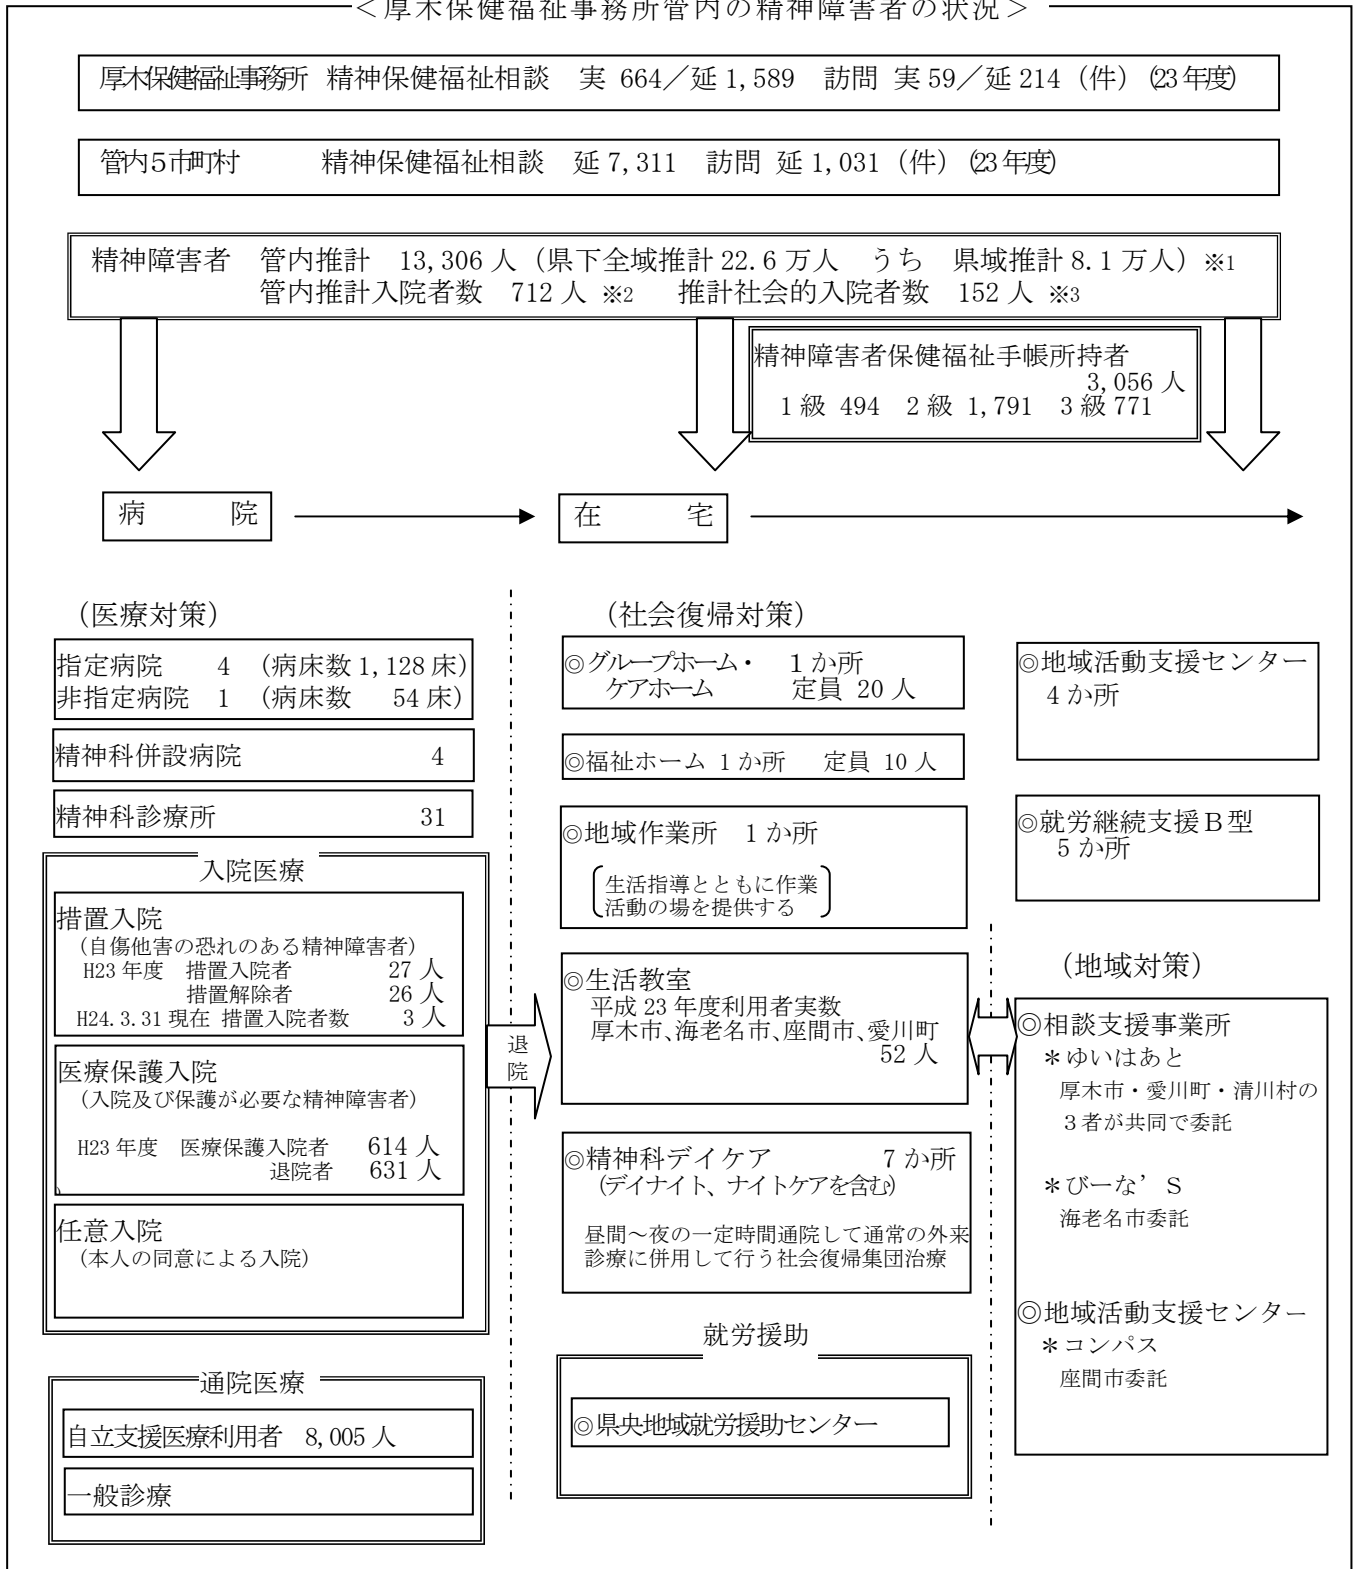 ＜厚木保健福祉事務所管内の精神障害者の状況＞
厚木保健福祉事務所 精神保健福祉相談 実 664／延 1,589 訪問 実 59／延 214（件）（23 年度）
管内5市町村 精神保健福祉相談 延 7,311 訪問 延 1,031（件）（23 年度）
精神障害者 管内推計 13,306 人（県下全域推計 22.6 万人 うち 県域推計 8.1 万人）※1
管内推計入院者数 712 人 ※2 推計社会的入院者数 152 人 ※3
精神障害者保健福祉手帳所持者
3,056 人
1 級 494 2 級 1,791 3 級 771
病 院
在 宅
（医療対策）
指定病院 4 （病床数 1,128 床）
非指定病院 1 （病床数 54 床）
精神科併設病院 4
精神科診療所 31
入院医療
措置入院
（自傷他害の恐れのある精神障害者）
H23 年度 措置入院者 27 人
措置解除者 26 人
H24.3.31 現在 措置入院者数 3 人
医療保護入院
（入院及び保護が必要な精神障害者）
H23 年度 医療保護入院者 614 人
退院者 631 人
）
任意入院
（本人の同意による入院）
通院医療
自立支援医療利用者 8,005 人
一般診療
退院
（社会復帰対策）
◎グループホーム・ 1 か所
ケアホーム 定員 20 人
◎福祉ホーム 1 か所 定員 10 人
◎地域作業所 1 か所
生活指導とともに作業
活動の場を提供する
◎生活教室
平成 23 年度利用者実数
厚木市、海老名市、座間市、愛川町
52 人
◎精神科デイケア 7 か所
（デイナイト、ナイトケアを含む）
昼間～夜の一定時間通院して通常の外来
診療に併用して行う社会復帰集団治療
就労援助
◎県央地域就労援助センター
◎地域活動支援センター
4 か所
◎就労継続支援Ｂ型
5 か所
（地域対策）
◎相談支援事業所
＊ゆいはあと
厚木市・愛川町・清川村の
３者が共同で委託
＊びーな’Ｓ
海老名市委託
◎地域活動支援センター
＊コンパス
座間市委託